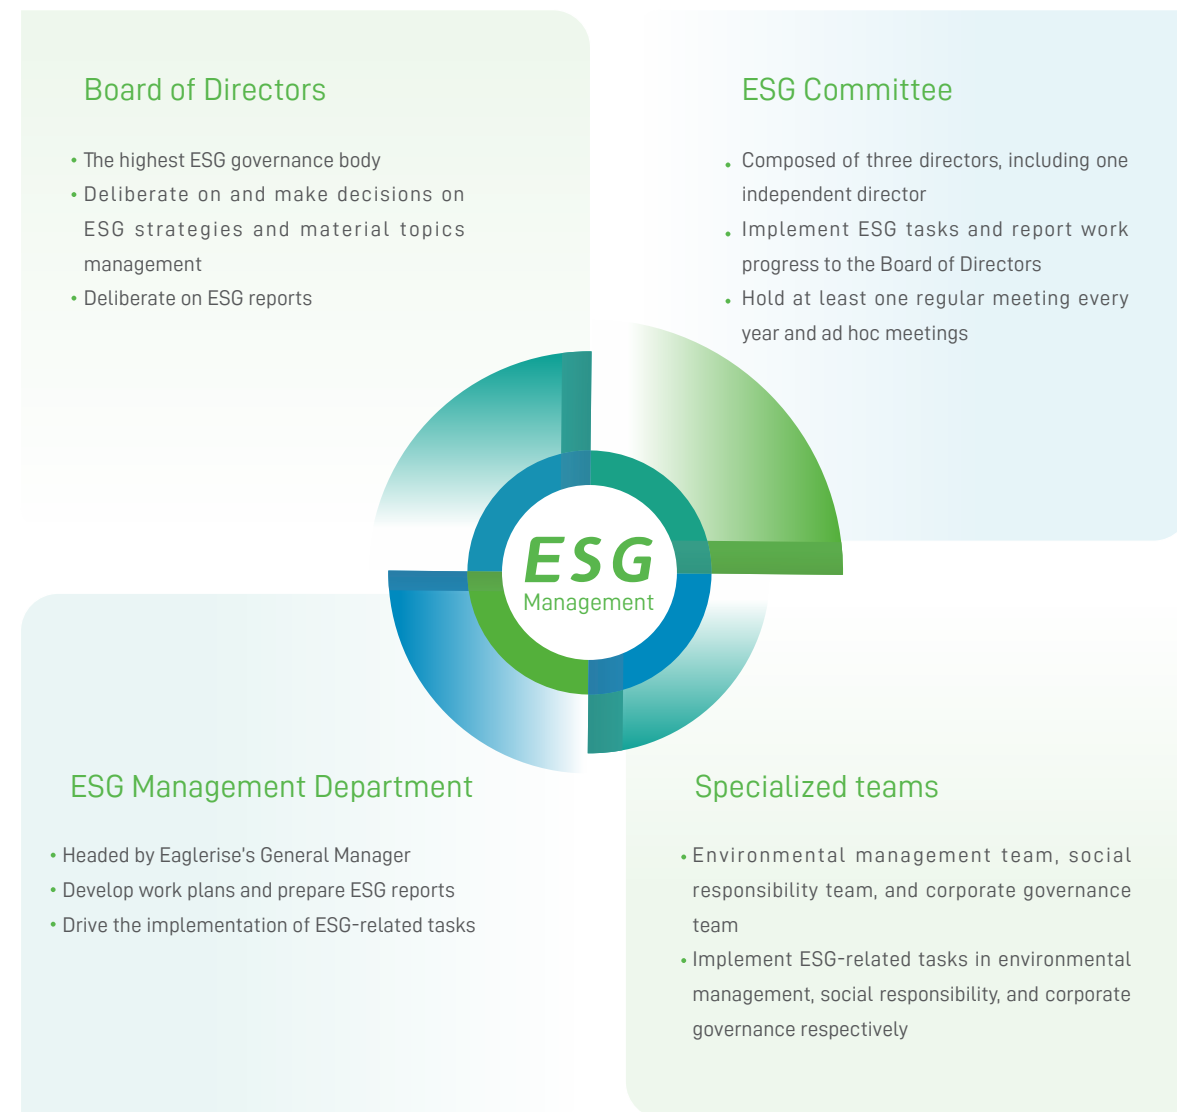 Board of Directors
• The highest ESG governance body
• Deliberate on and make decisions on
ESG strategies and material topics
management
• Deliberate on ESG reports
ESG Committee
• Composed of three directors, including one
independent director
• Implement ESG tasks and report work
progress to the Board of Directors
• Hold at least one regular meeting every
year and ad hoc meetings
ESG
Management
ESG Management Department
• Headed by Eaglerise's General Manager
• Develop work plans and prepare ESG reports
• Drive the implementation of ESG-related tasks
Specialized teams
• Environmental management team, social
responsibility team, and corporate governance
team
• Implement ESG-related tasks in environmental
management, social responsibility, and corporate
governance respectively